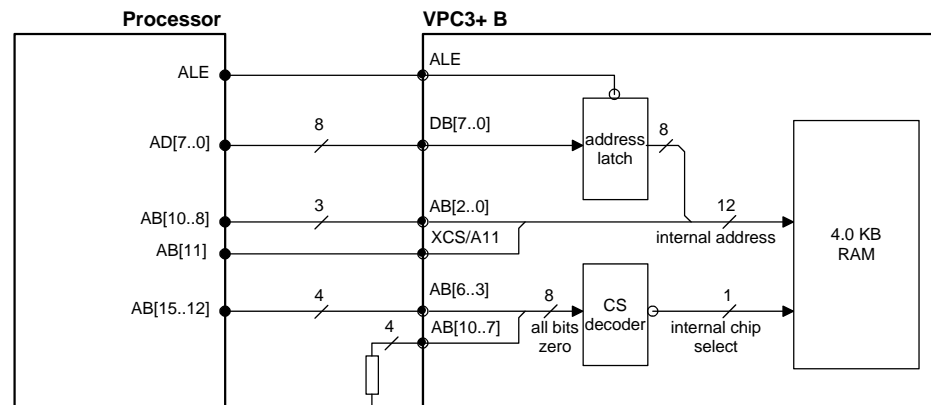 Processor
VPC3+ B
ALE
ALE
AD[7..0]
8
DB[7..0]
address
latch
8
AB[10..8]
3
AB[2..0]
12
internal address
AB[11]
XCS/A11
4.0 KB
RAM
AB[15..12]
4
AB[6..3]
8
all bits
zero
CS
decoder
1
internal chip
select
4
AB[10..7]